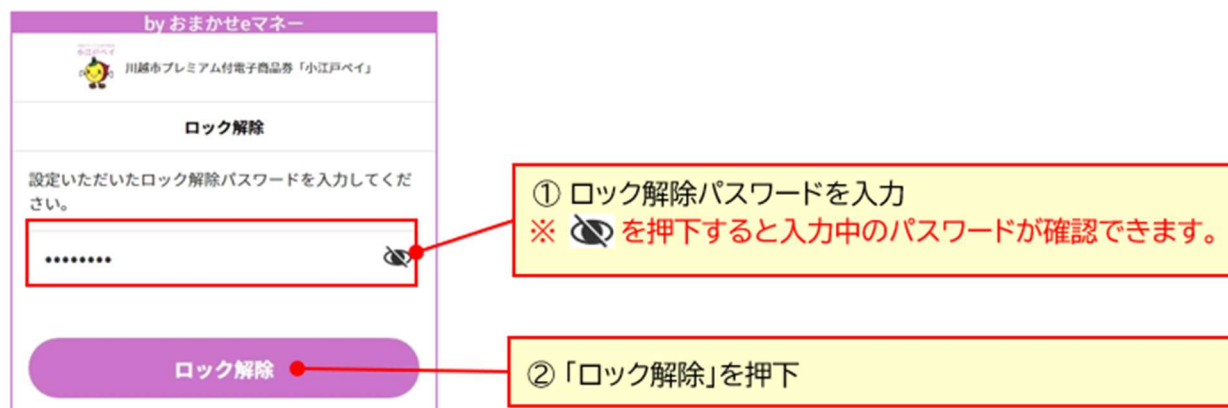 by おまかせeマネー
小江戸ペイ
川越市プレミアム付電子商品券「小江戸ペイ」
ロック解除
設定いただいたロック解除パスワードを入力してくだ
さい。
••••••••
① ロック解除パスワードを入力
※ を押下すると入力中のパスワードが確認できます。
ロック解除
② 「ロック解除」を押下